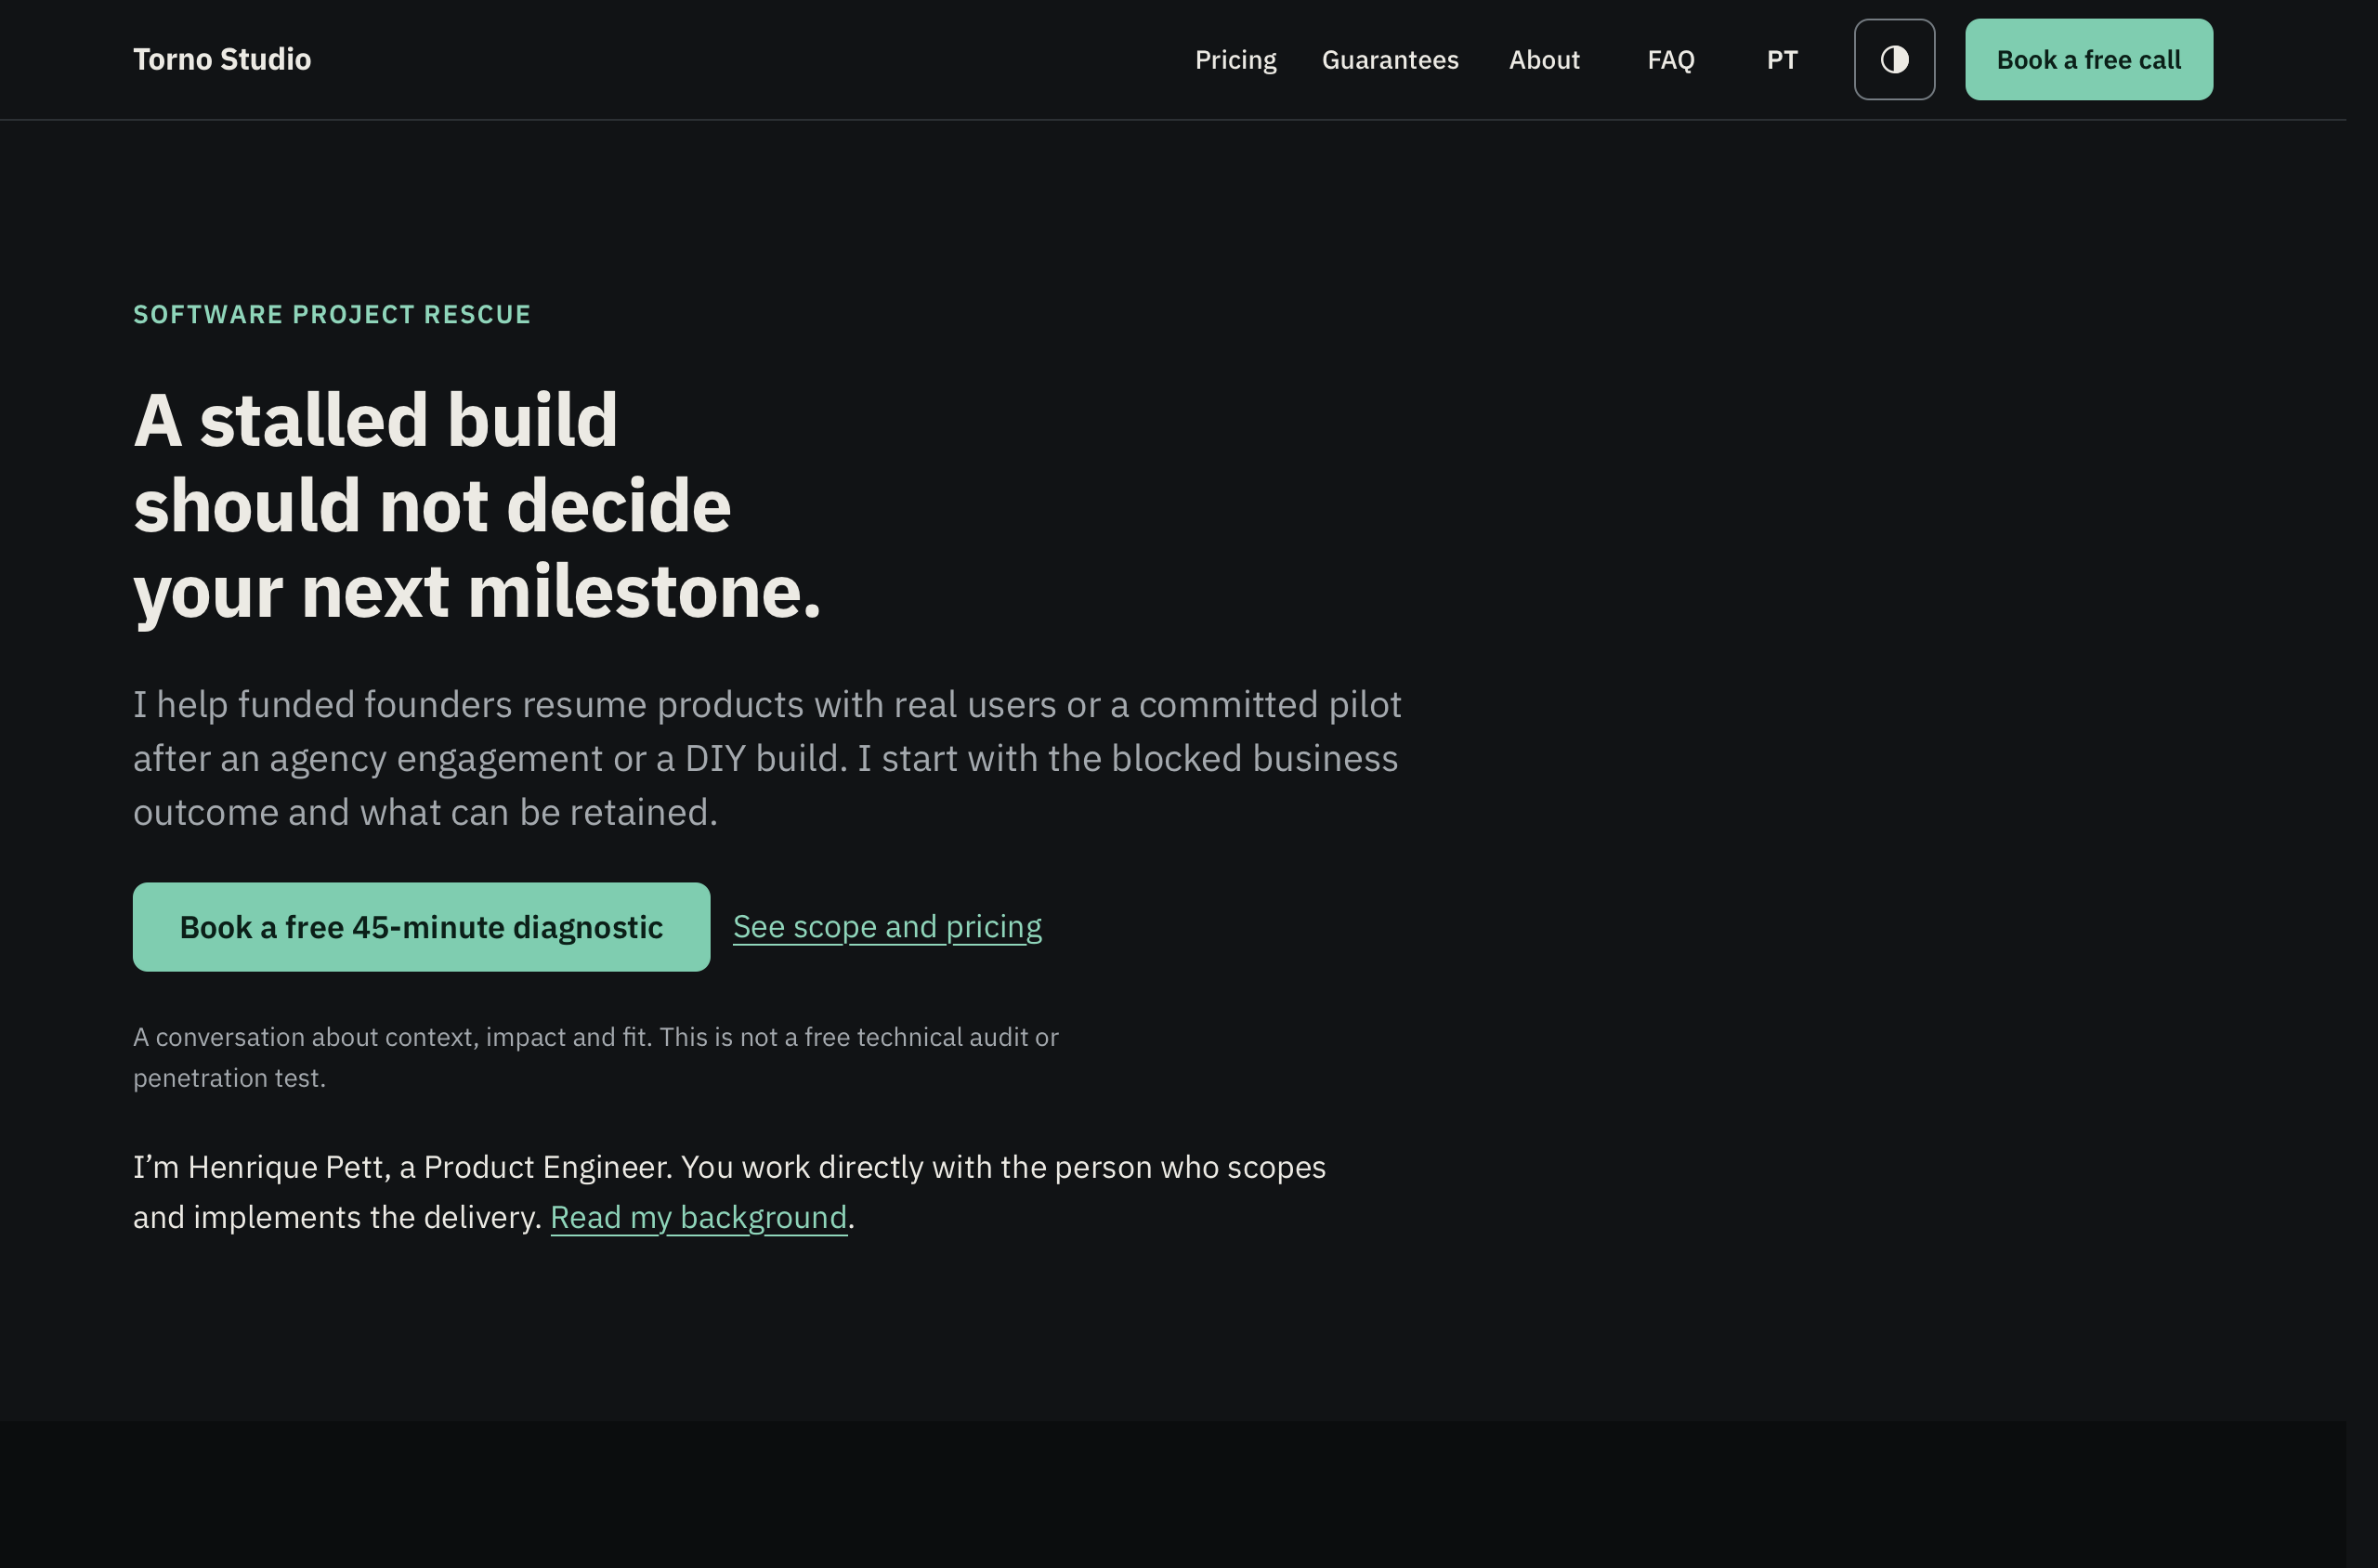 Torno Studio
Pricing Guarantees About FAQ PT Book a free call
SOFTWARE PROJECT RESCUE
A stalled build
should not decide
your next milestone.
I help funded founders resume products with real users or a committed pilot
after an agency engagement or a DIY build. I start with the blocked business
outcome and what can be retained.
Book a free 45-minute diagnostic See scope and pricing
A conversation about context, impact and fit. This is not a free technical audit or
penetration test.
I’m Henrique Pett, a Product Engineer. You work directly with the person who scopes
and implements the delivery. Read my background.